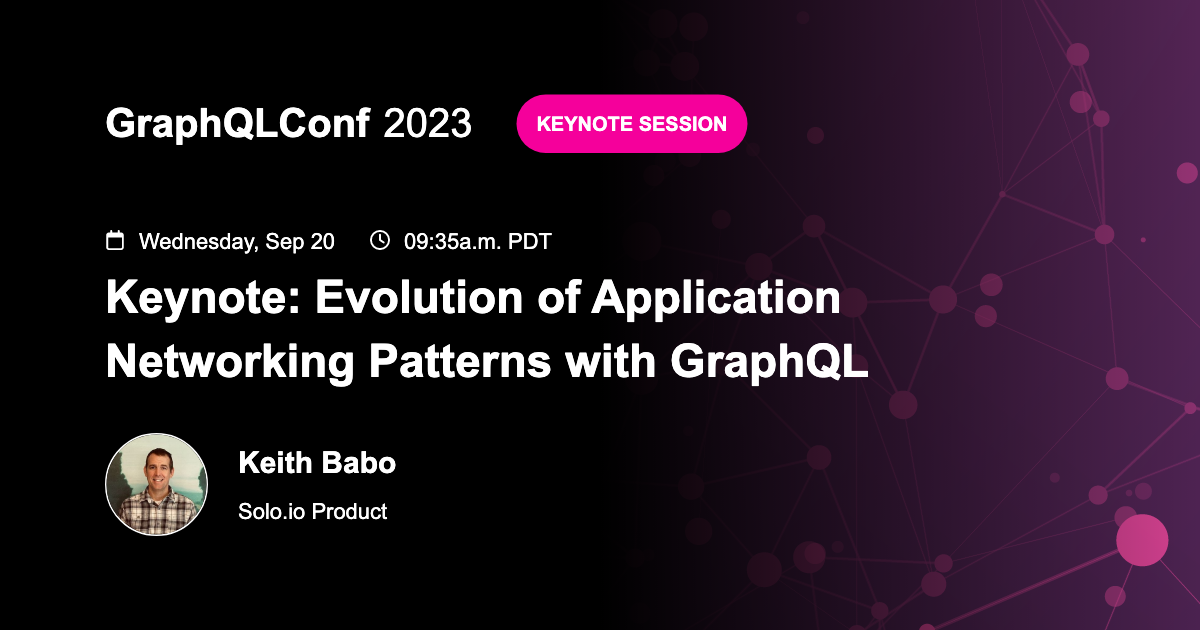 GraphQLConf 2023
KEYNOTE SESSION
Wednesday, Sep 20
09:35a.m. PDT
Keynote: Evolution of Application
Networking Patterns with GraphQL
Keith Babo
Solo.io Product